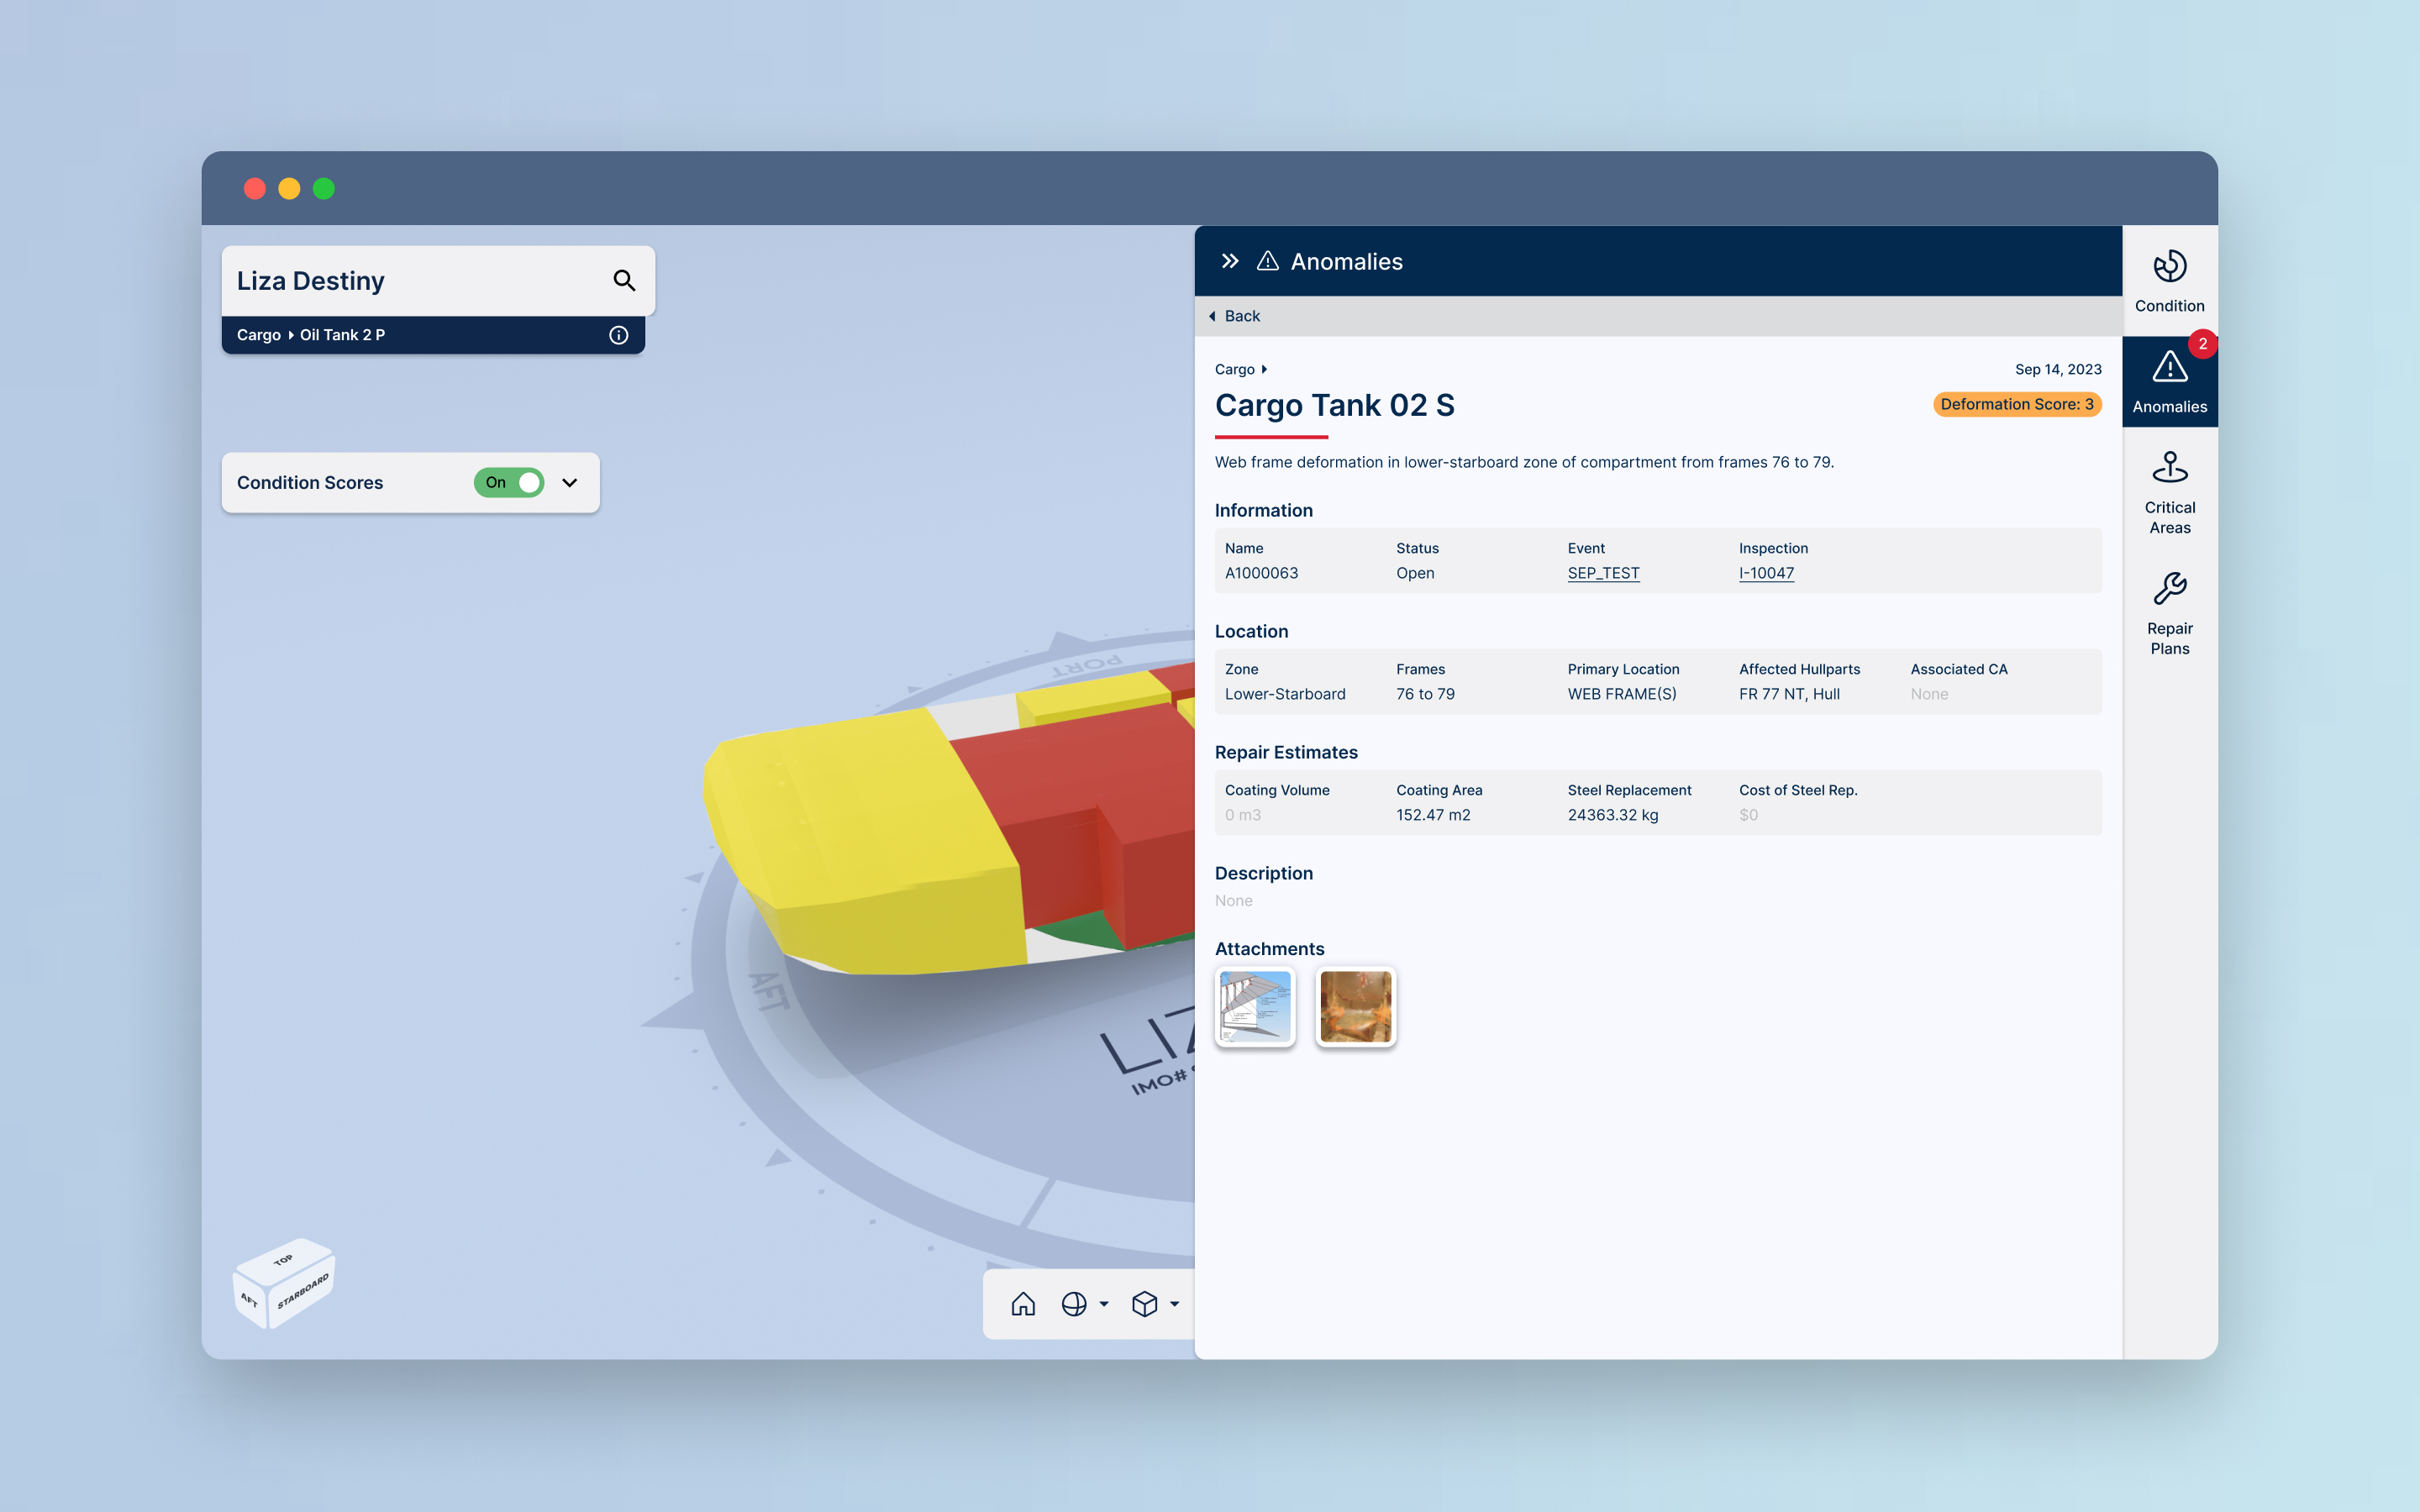 Liza Destiny
Cargo Oil Tank 2 P
Condition Scores
On
PORT
AFT
LIZ
IMO#
TOP
AFT
STARBOARD
Anomalies
Back
Cargo
Sep 14, 2023
Cargo Tank 02 S
Deformation Score: 3
Web frame deformation in lower-starboard zone of compartment from frames 76 to 79.
Information
Name Status Event Inspection
A1000063 Open SEP_TEST I-10047
Location
Zone Frames Primary Location Affected Hullparts Associated CA
Lower-Starboard 76 to 79 WEB FRAME(S) FR 77 NT, Hull None
Repair Estimates
Coating Volume Coating Area Steel Replacement Cost of Steel Rep.
0 m3 152.47 m2 24363.32 kg $0
Description
None
Attachments
Condition
2
Anomalies
Critical
Areas
Repair
Plans